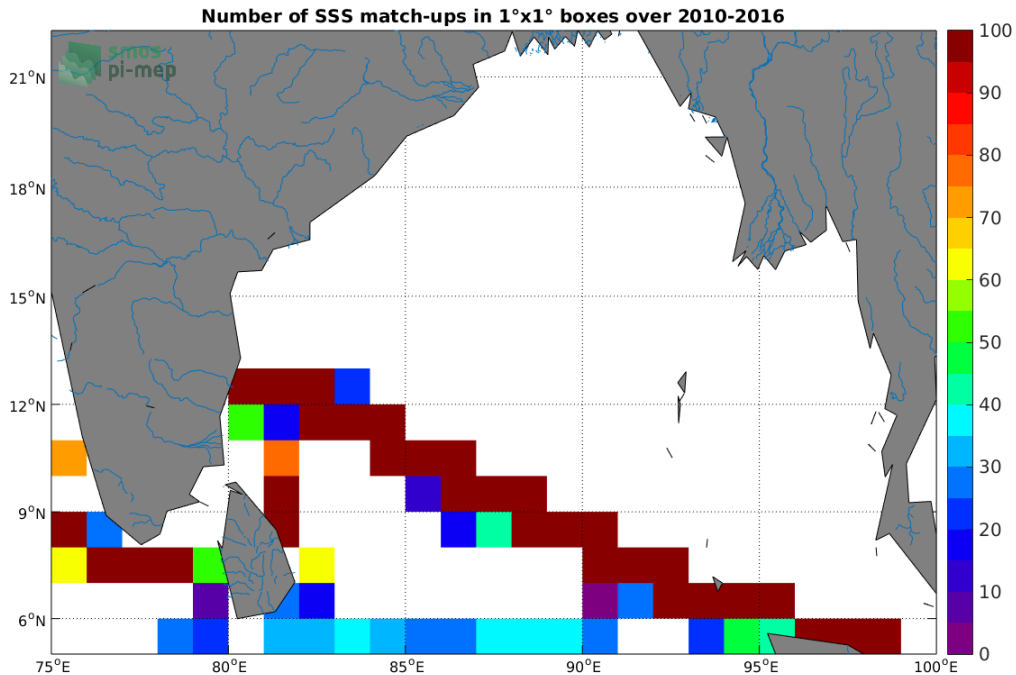 Number of SSS match-ups in 1°x1° boxes over 2010-2016
smos
pi-mep
21°N
18°N
15°N
12°N
9°N
6°N
75°E 80°E 85°E 90°E 95°E 100°E
100
90
80
70
60
50
40
30
20
10
0